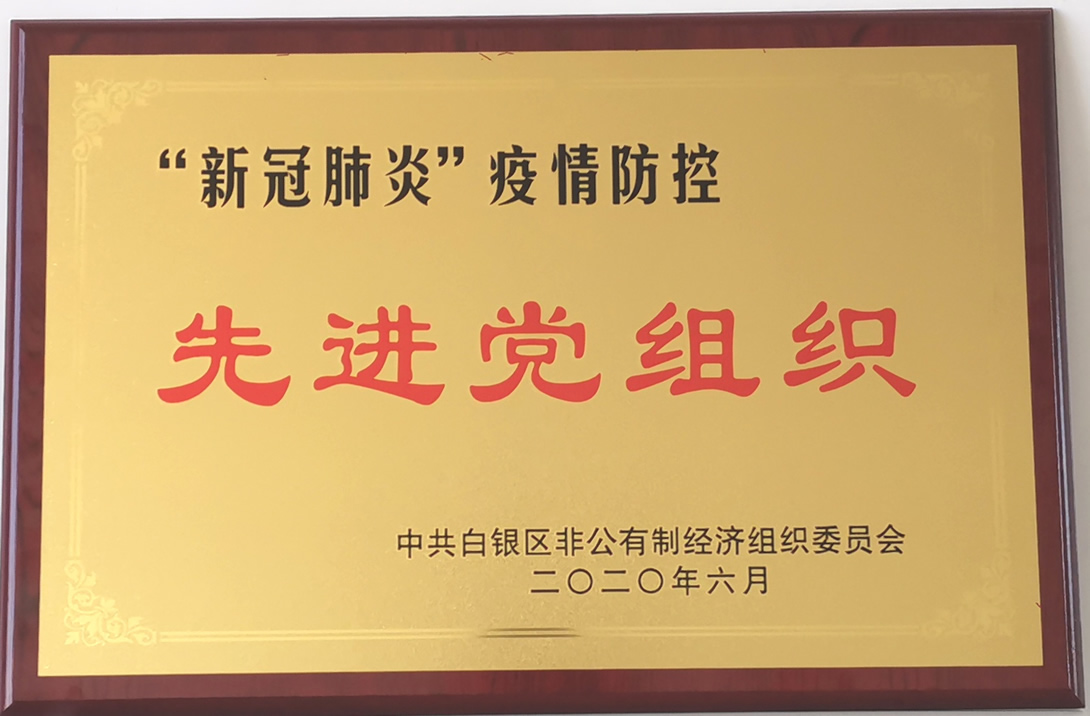 “新冠肺炎”疫情防控
先进党组织
中共白银区非公有制经济组织委员会
二〇二〇年六月